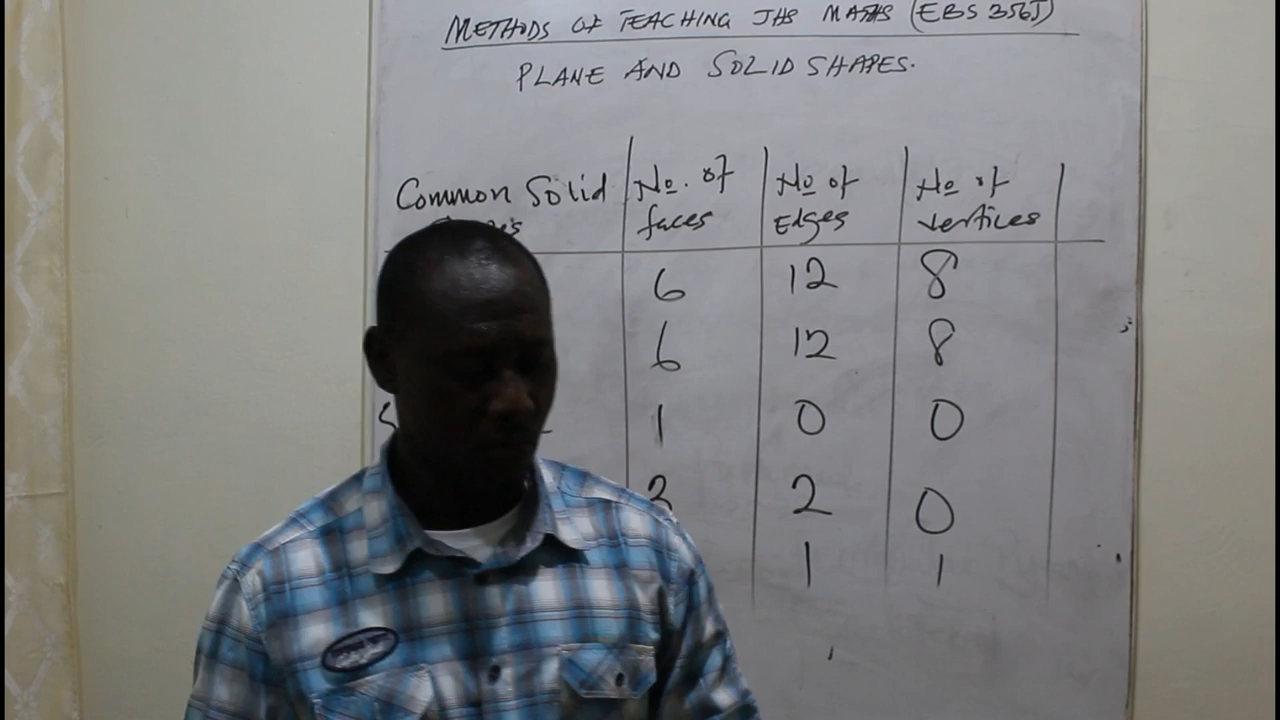 METHODS OF TEACHING JHS MATHS (EBS 356J)
PLANE AND SOLID SHAPES.
Common Solid
No. of faces
No of Edges
No of vertices
6 12 8
6 12 8
1 0 0
3 2 0
1 1